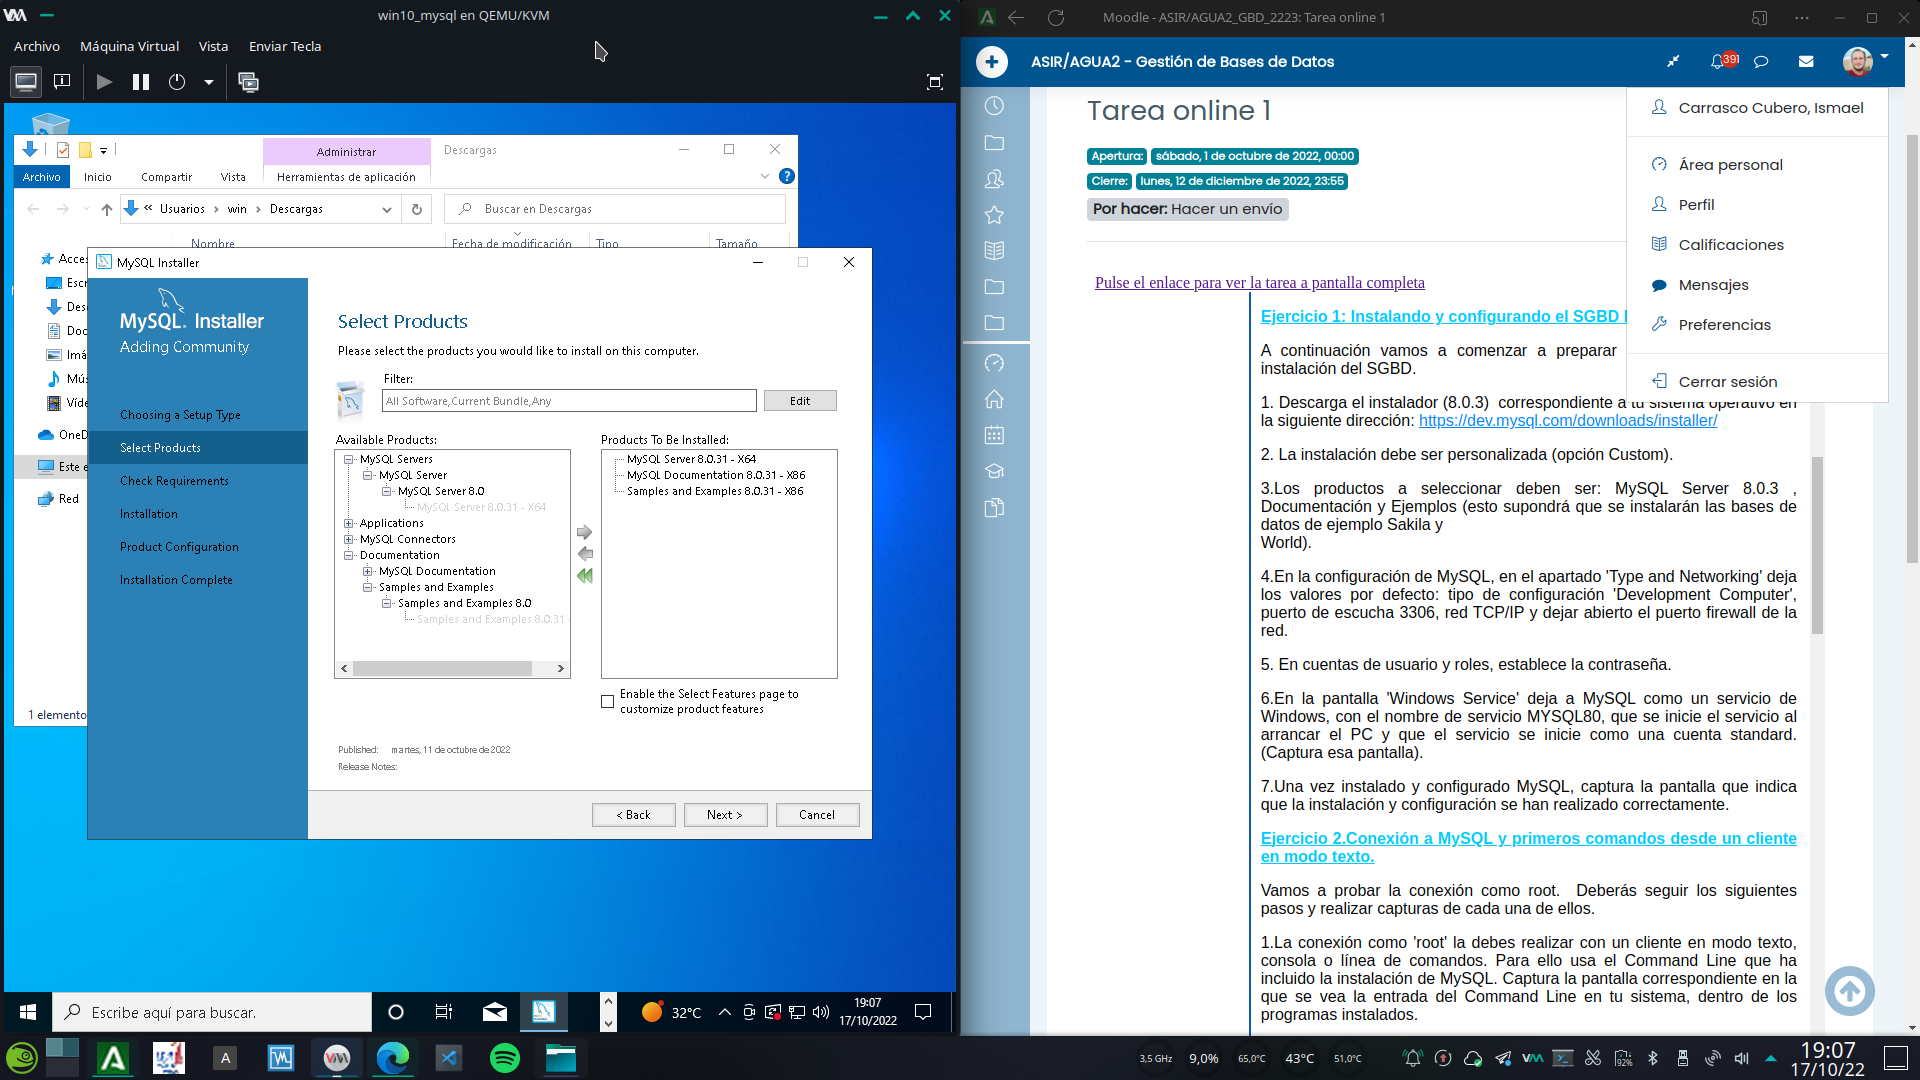 win10_mysql en QEMU/KVM
Archivo Máquina Virtual Vista Enviar Tecla
Administrar
Descargas
Archivo Inicio Compartir Vista Herramientas de aplicación
« Usuarios > win > Descargas
Buscar en Descargas
Nombre Fecha de modificación Tipo Tamaño
OneD
Este e
Red
1 elemento
MySQL Installer
MySQL. Installer
Adding Community
Choosing a Setup Type
Select Products
Check Requirements
Installation
Product Configuration
Installation Complete
Select Products
Please select the products you would like to install on this computer.
Filter:
All Software,Current Bundle,Any
Edit
Available Products:
MySQL Servers
MySQL Server
MySQL Server 8.0
MySQL Server 8.0.31 - X64
Applications
MySQL Connectors
Documentation
MySQL Documentation
Samples and Examples
Samples and Examples 8.0
Samples and Examples 8.0.31 -
Products To Be Installed:
MySQL Server 8.0.31 - X64
MySQL Documentation 8.0.31 - X86
Samples and Examples 8.0.31 - X86
Enable the Select Features page to
customize product features
Published: martes, 11 de octubre de 2022
Release Notes:
< Back
Next >
Cancel
Escribe aquí para buscar.
32°C
19:07
17/10/2022
Moodle - ASIR/AGUA2_GBD_2223: Tarea online 1
ASIR/AGUA2 - Gestión de Bases de Datos
391
Tarea online 1
Apertura: sábado, 1 de octubre de 2022, 00:00
Cierre: lunes, 12 de diciembre de 2022, 23:55
Por hacer: Hacer un envío
Carrasco Cubero, Ismael
Área personal
Perfil
Calificaciones
Mensajes
Preferencias
Cerrar sesión
Pulse el enlace para ver la tarea a pantalla completa
Ejercicio 1: Instalando y configurando el SGBD
A continuación vamos a comenzar a preparar
instalación del SGBD.
1. Descarga el instalador (8.0.3) correspondiente a tu sistema operativo en
la siguiente dirección: https://dev.mysql.com/downloads/installer/
2. La instalación debe ser personalizada (opción Custom).
3.Los productos a seleccionar deben ser: MySQL Server 8.0.3 ,
Documentación y Ejemplos (esto supondrá que se instalarán las bases de
datos de ejemplo Sakila y
World).
4.En la configuración de MySQL, en el apartado 'Type and Networking' deja
los valores por defecto: tipo de configuración 'Development Computer',
puerto de escucha 3306, red TCP/IP y dejar abierto el puerto firewall de la
red.
5. En cuentas de usuario y roles, establece la contraseña.
6.En la pantalla 'Windows Service' deja a MySQL como un servicio de
Windows, con el nombre de servicio MYSQL80, que se inicie el servicio al
arrancar el PC y que el servicio se inicie como una cuenta standard.
(Captura esa pantalla).
7.Una vez instalado y configurado MySQL, captura la pantalla que indica
que la instalación y configuración se han realizado correctamente.
Ejercicio 2.Conexión a MySQL y primeros comandos desde un cliente
en modo texto.
Vamos a probar la conexión como root. Deberás seguir los siguientes
pasos y realizar capturas de cada una de ellos.
1.La conexión como 'root' la debes realizar con un cliente en modo texto,
consola o línea de comandos. Para ello usa el Command Line que ha
incluido la instalación de MySQL. Captura la pantalla correspondiente en la
que se vea la entrada del Command Line en tu sistema, dentro de los
programas instalados.
3,5 GHz 9,0% 65,0°C 43°C 51,0°C
92%
19:07
17/10/22